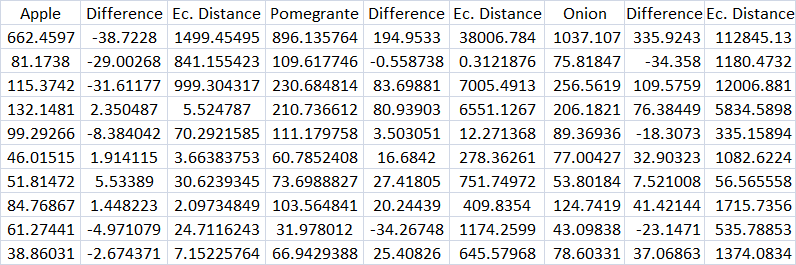 Apple Difference Ec. Distance Pomegrante Difference Ec. Distance Onion Difference Ec. Distance
662.4597 -38.7228 1499.45495 896.135764 194.9533 38006.784 1037.107 335.9243 112845.13
81.1738 -29.00268 841.155423 109.617746 -0.558738 0.3121876 75.81847 -34.358 1180.4732
115.3742 -31.61177 999.304317 230.684814 83.69881 7005.4913 256.5619 109.5759 12006.881
132.1481 2.350487 5.524787 210.736612 80.93903 6551.1267 206.1821 76.38449 5834.5898
99.29266 -8.384042 70.2921585 111.179758 3.503051 12.271368 89.36936 -18.3073 335.15894
46.01515 1.914115 3.66383753 60.7852408 16.6842 278.36261 77.00427 32.90323 1082.6224
51.81472 5.53389 30.6239345 73.6988827 27.41805 751.74972 53.80184 7.521008 56.565558
84.76867 1.448223 2.09734849 103.564841 20.24439 409.8354 124.7419 41.42144 1715.7356
61.27441 -4.971079 24.7116243 31.978012 -34.26748 1174.2599 43.09838 -23.1471 535.78853
38.86031 -2.674371 7.15225764 66.9429388 25.40826 645.57968 78.60331 37.06863 1374.0834